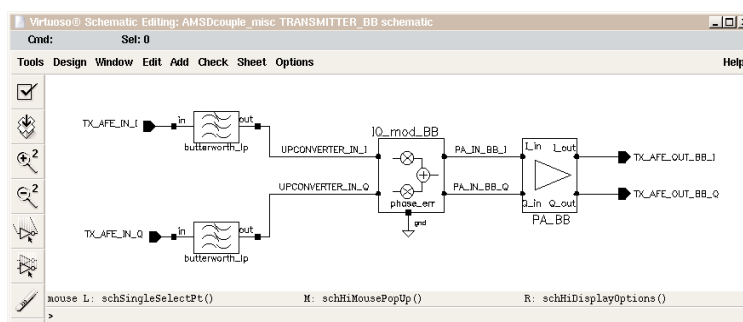 Virtuoso® Schematic Editing: AMSDcouple_misc TRANSMITTER_BB schematic
Cmd: Sel: 0
Tools Design Window Edit Add Check Sheet Options Help
TX_AFE_IN_I in out
butterworth_lp
UPCONVERTER_IN_I
IQ_mod_BB
PA_IN_BB_I
I_in I_out
TX_AFE_OUT_BB_I
UPCONVERTER_IN_Q
PA_IN_BB_Q
TX_AFE_OUT_BB_Q
phase_err
Q_in Q_out
PA_BB
gnd
TX_AFE_IN_Q in out
butterworth_lp
mouse L: schSingleSelectPt() M: schHiMousePopUp() R: schHiDisplayOptions()
>
2
2